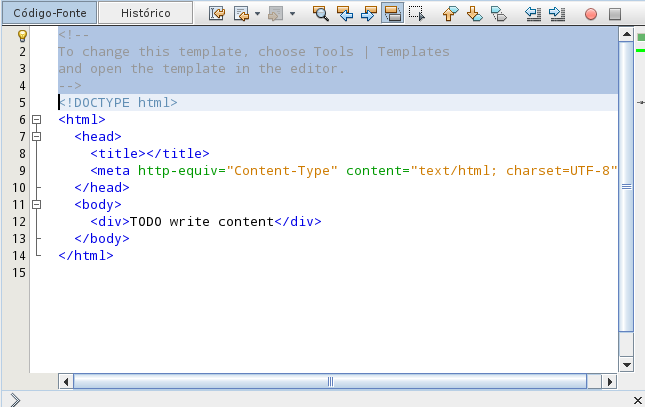 Código-Fonte Histórico
<!--
2 To change this template, choose Tools | Templates
3 and open the template in the editor.
4 -->
5 <!DOCTYPE html>
6 <html>
7 <head>
8 <title></title>
9 <meta http-equiv="Content-Type" content="text/html; charset=UTF-8"
10 </head>
11 <body>
12 <div>TODO write content</div>
13 </body>
14 </html>
15